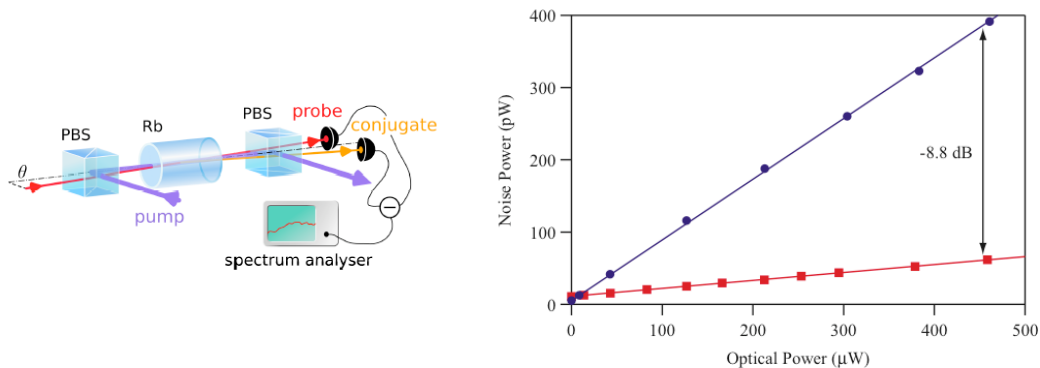 PBS
Rb
PBS
probe
conjugate
θ
pump
−
spectrum analyser
400
300
200
100
0
Noise Power (pW)
-8.8 dB
0
100
200
300
400
500
Optical Power (μW)